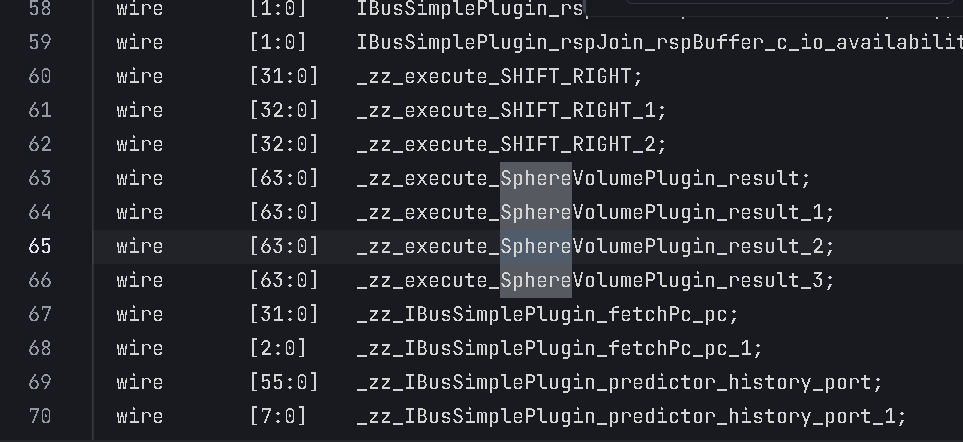 58 wire [1:0] IBusSimplePlugin_rs
59 wire [1:0] IBusSimplePlugin_rspJoin_rspBuffer_c_io_availabilit
60 wire [31:0] _zz_execute_SHIFT_RIGHT;
61 wire [32:0] _zz_execute_SHIFT_RIGHT_1;
62 wire [32:0] _zz_execute_SHIFT_RIGHT_2;
63 wire [63:0] _zz_execute_SphereVolumePlugin_result;
64 wire [63:0] _zz_execute_SphereVolumePlugin_result_1;
65 wire [63:0] _zz_execute_SphereVolumePlugin_result_2;
66 wire [63:0] _zz_execute_SphereVolumePlugin_result_3;
67 wire [31:0] _zz_IBusSimplePlugin_fetchPc_pc;
68 wire [2:0] _zz_IBusSimplePlugin_fetchPc_pc_1;
69 wire [55:0] _zz_IBusSimplePlugin_predictor_history_port;
70 wire [7:0] _zz_IBusSimplePlugin_predictor_history_port_1;